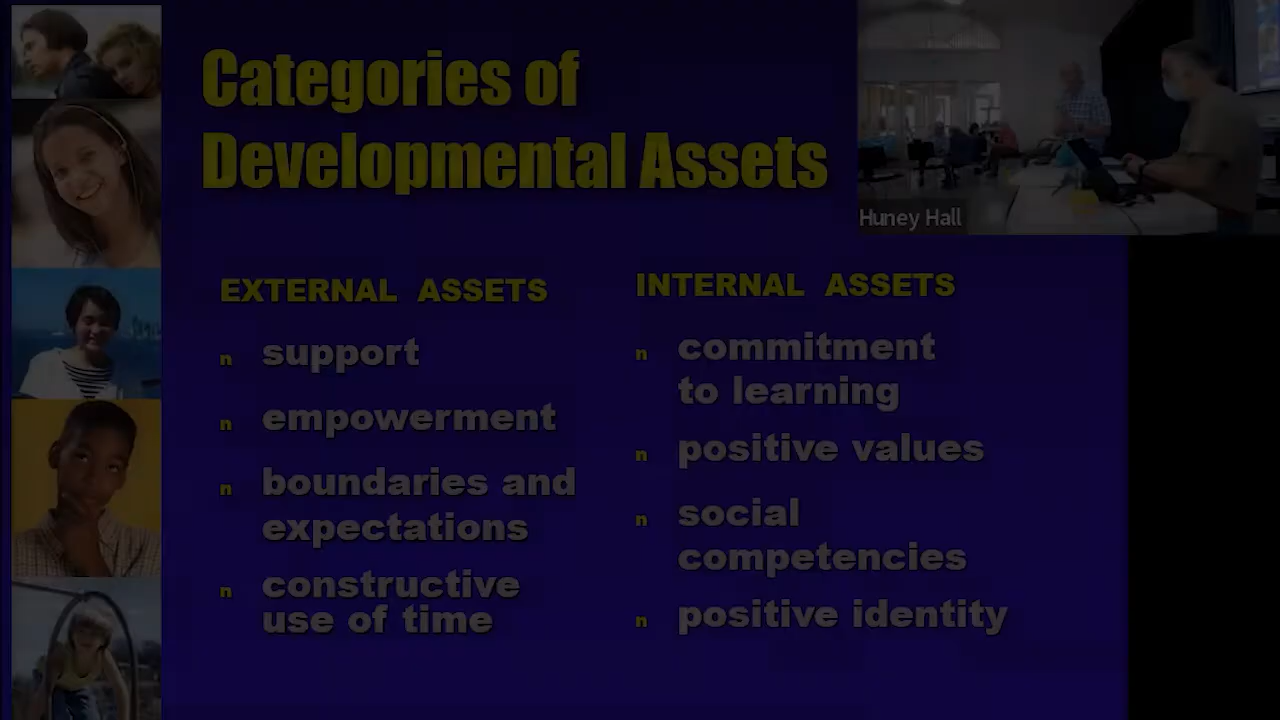 Categories of
Developmental Assets
Huney Hall
EXTERNAL ASSETS
n support
n empowerment
n boundaries and
expectations
n constructive
use of time
INTERNAL ASSETS
n commitment
to learning
n positive values
n social
competencies
n positive identity